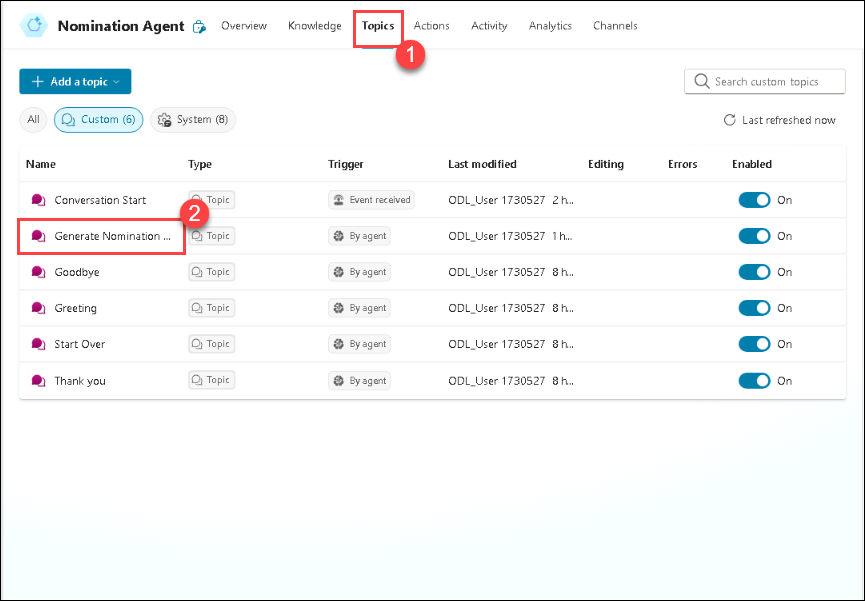 Nomination Agent Overview Knowledge Topics Actions Activity Analytics Channels
1
Add a topic Search custom topics
All Custom (6) System (8) Last refreshed now
Name Type Trigger Last modified Editing Errors Enabled
Conversation Start Topic Event received ODL_User 1730527 2 h... On
2
Generate Nomination ... Topic By agent ODL_User 1730527 1 h... On
Goodbye Topic By agent ODL_User 1730527 8 h... On
Greeting Topic By agent ODL_User 1730527 8 h... On
Start Over Topic By agent ODL_User 1730527 8 h... On
Thank you Topic By agent ODL_User 1730527 8 h... On